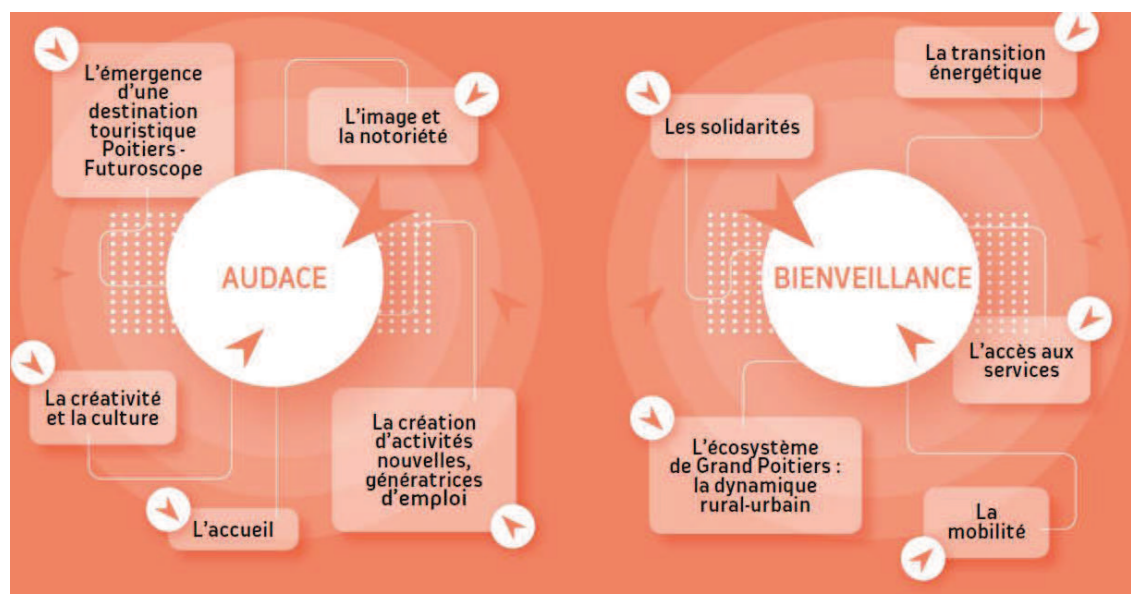 L'émergence
d'une
destination
touristique
Poitiers -
Futuroscope
L'image et
la notoriété
AUDACE
La créativité
et la culture
L'accueil
La création
d'activités
nouvelles,
génératrices
d'emploi
La transition
énergétique
Les solidarités
BIENVEILLANCE
L'accès aux
services
L'écosystème
de Grand Poitiers :
la dynamique
rural-urbain
La
mobilité